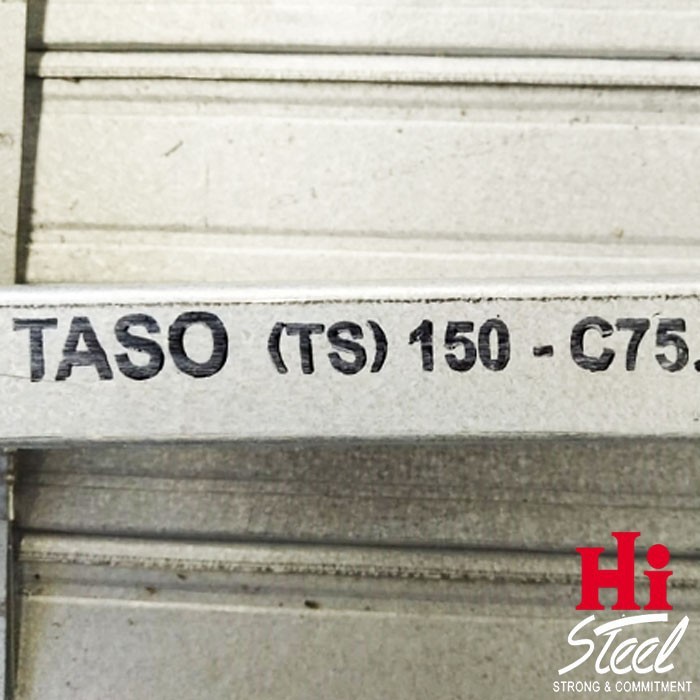 TASO (TS) 150 - C75.
Hi
Steel
STRONG & COMMITMENT